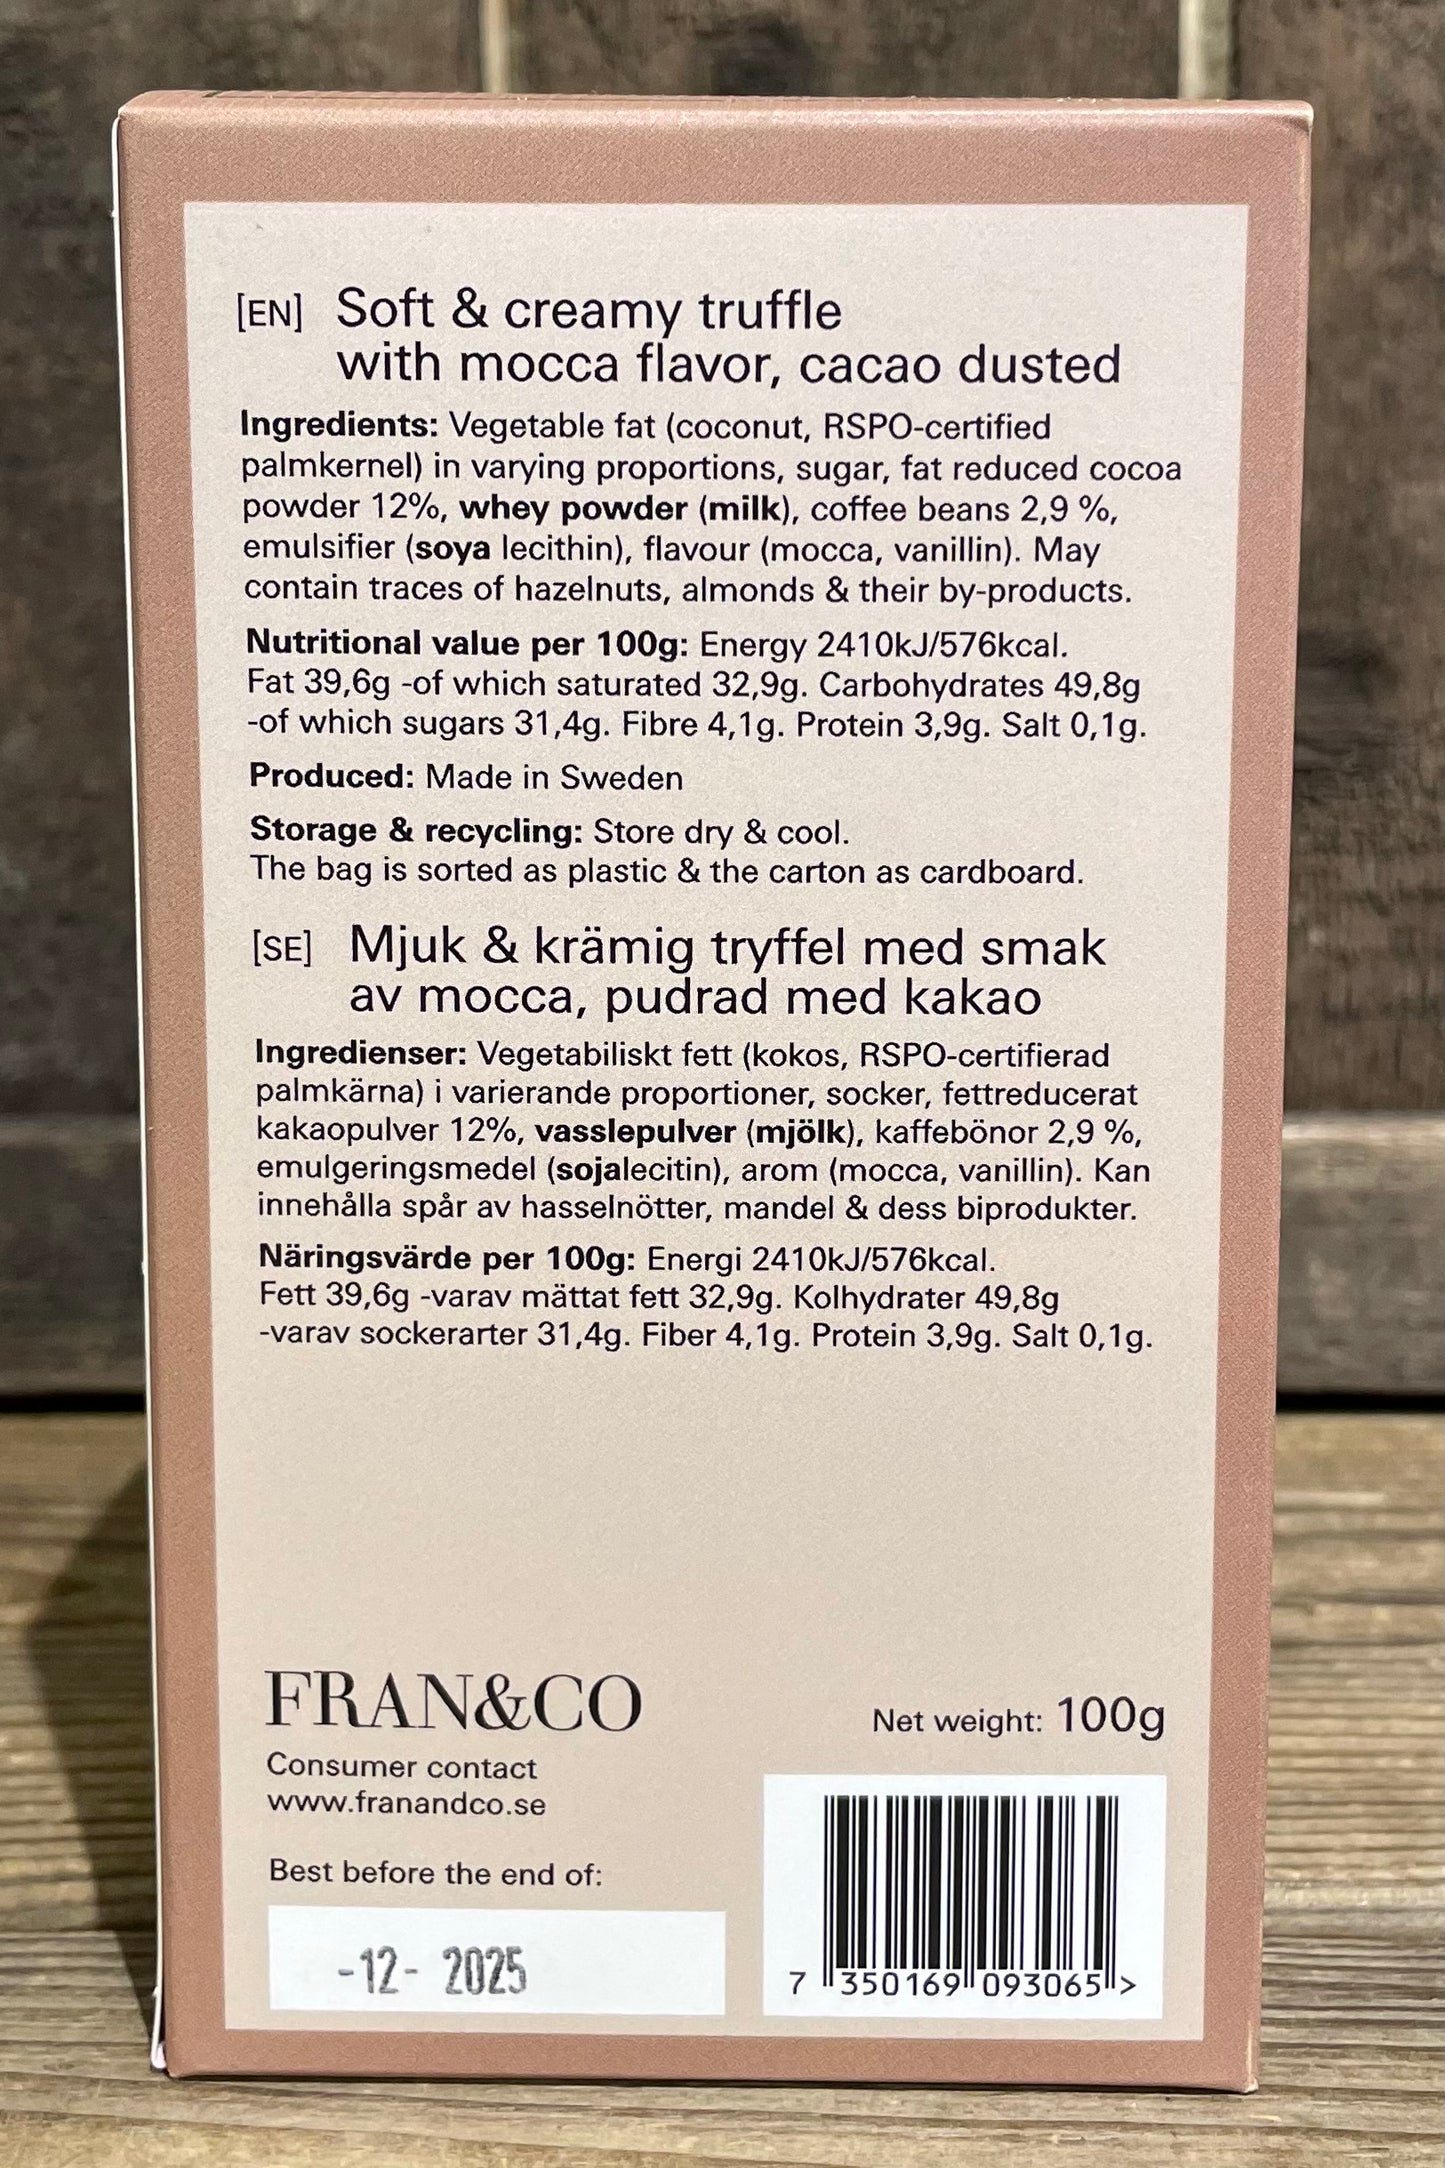 [EN] Soft & creamy truffle
with mocca flavor, cacao dusted
Ingredients: Vegetable fat (coconut, RSPO-certified
palmkernel) in varying proportions, sugar, fat reduced cocoa
powder 12%, whey powder (milk), coffee beans 2,9 %,
emulsifier (soya lecithin), flavour (mocca, vanillin). May
contain traces of hazelnuts, almonds & their by-products.
Nutritional value per 100g: Energy 2410kJ/576kcal.
Fat 39,6g -of which saturated 32,9g. Carbohydrates 49,8g
-of which sugars 31,4g. Fibre 4,1g. Protein 3,9g. Salt 0,1g.
Produced: Made in Sweden
Storage & recycling: Store dry & cool.
The bag is sorted as plastic & the carton as cardboard.
[SE] Mjuk & krämig tryffel med smak
av mocca, pudrad med kakao
Ingredienser: Vegetabiliskt fett (kokos, RSPO-certifierad
palmkärna) i varierande proportioner, socker, fettreducerat
kakaopulver 12%, vasslepulver (mjölk), kaffebönor 2,9 %,
emulgeringsmedel (sojalecitin), arom (mocca, vanillin). Kan
innehålla spår av hasselnötter, mandel & dess biprodukter.
Näringsvärde per 100g: Energi 2410kJ/576kcal.
Fett 39,6g -varav mättat fett 32,9g. Kolhydrater 49,8g
-varav sockerarter 31,4g. Fiber 4,1g. Protein 3,9g. Salt 0,1g.
FRAN&CO
Consumer contact
www.franandco.se
Net weight: 100g
Best before the end of:
-12- 2025
7 350169 093065 >